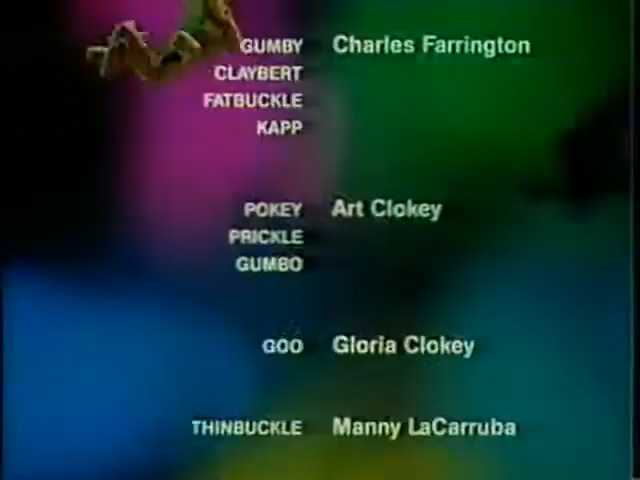 GUMBY Charles Farrington
CLAYBERT
FATBUCKLE
KAPP
POKEY Art Clokey
PRICKLE
GUMBO
GOO Gloria Clokey
THINBUCKLE Manny LaCarruba